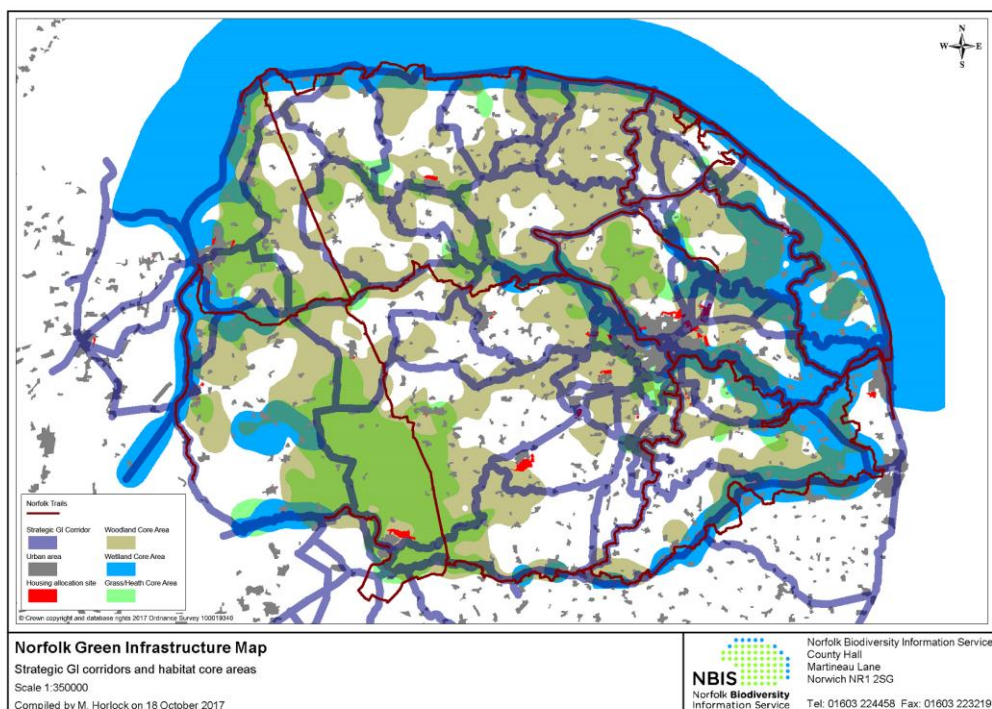 N
W E
S
Norfolk Trails
Strategic GI Corridor
Woodland Core Area
Urban area
Wetland Core Area
Housing allocation site
Grass/Heath Core Area
© Crown copyright and database rights 2017 Ordnance Survey 100019340
Norfolk Green Infrastructure Map
Strategic GI corridors and habitat core areas
Scale 1:350000
Compiled by M. Horlock on 18 October 2017
NBIS
Norfolk Biodiversity
Information Service
Norfolk Biodiversity Information Service
County Hall
Martineau Lane
Norwich NR1 2SG
Tel: 01603 224458 Fax: 01603 223219